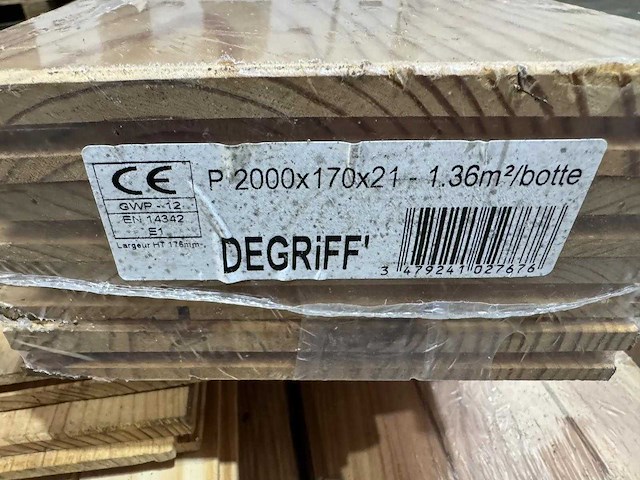 CE
GWP - 12
EN 14342
E1
Largeur HT 176mm
P 2000x170x21 - 1.36m²/botte
DEGRiFF'
3 479241 027676